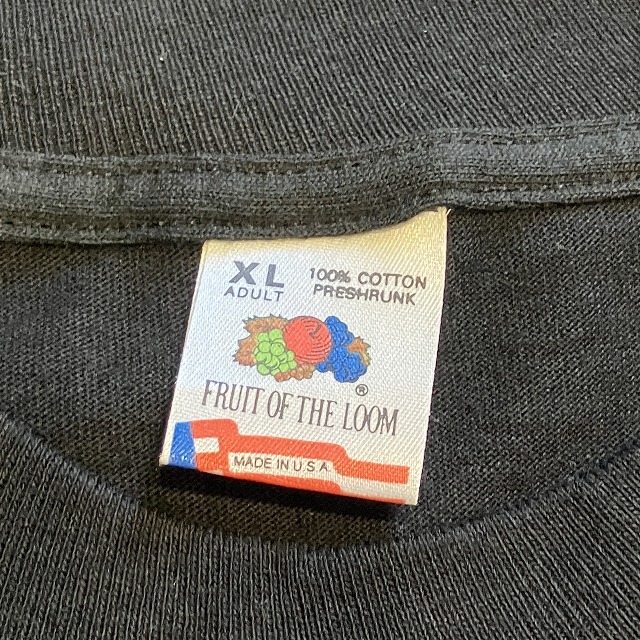 XL
ADULT
100% COTTON
PRESHRUNK
®
FRUIT OF THE LOOM
MADE IN U.S.A.